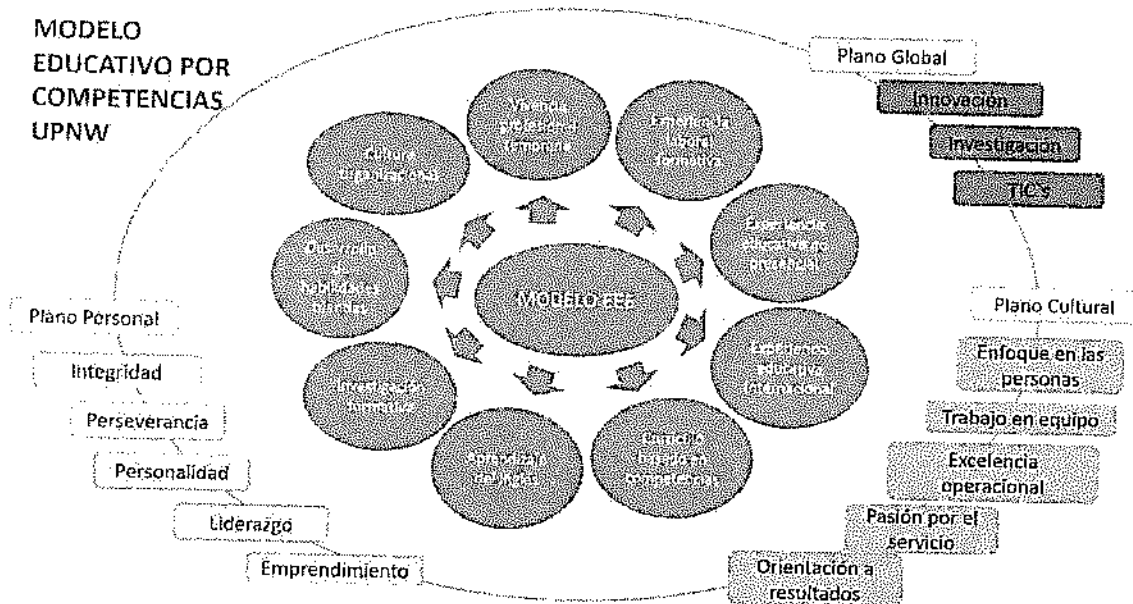 MODELO
EDUCATIVO POR
COMPETENCIAS
UPNW
Plano Global
Innovación
Investigación
TIC's
Vivencia
profesional
temprana
Experiencia
laboral
formativa
Cultura
organizacional
Experiencia
educativa no
presencial
Desarrollo
de
habilidades
MODELO EEE
Experiencia
educativa
internacional
Investigación
formativa
Aprendizaje
Currículo
basado en
competencias
Plano Personal
Integridad
Perseverancia
Personalidad
Liderazgo
Emprendimiento
Plano Cultural
Enfoque en las
personas
Trabajo en equipo
Excelencia
operacional
Pasión por el
servicio
Orientación a
resultados